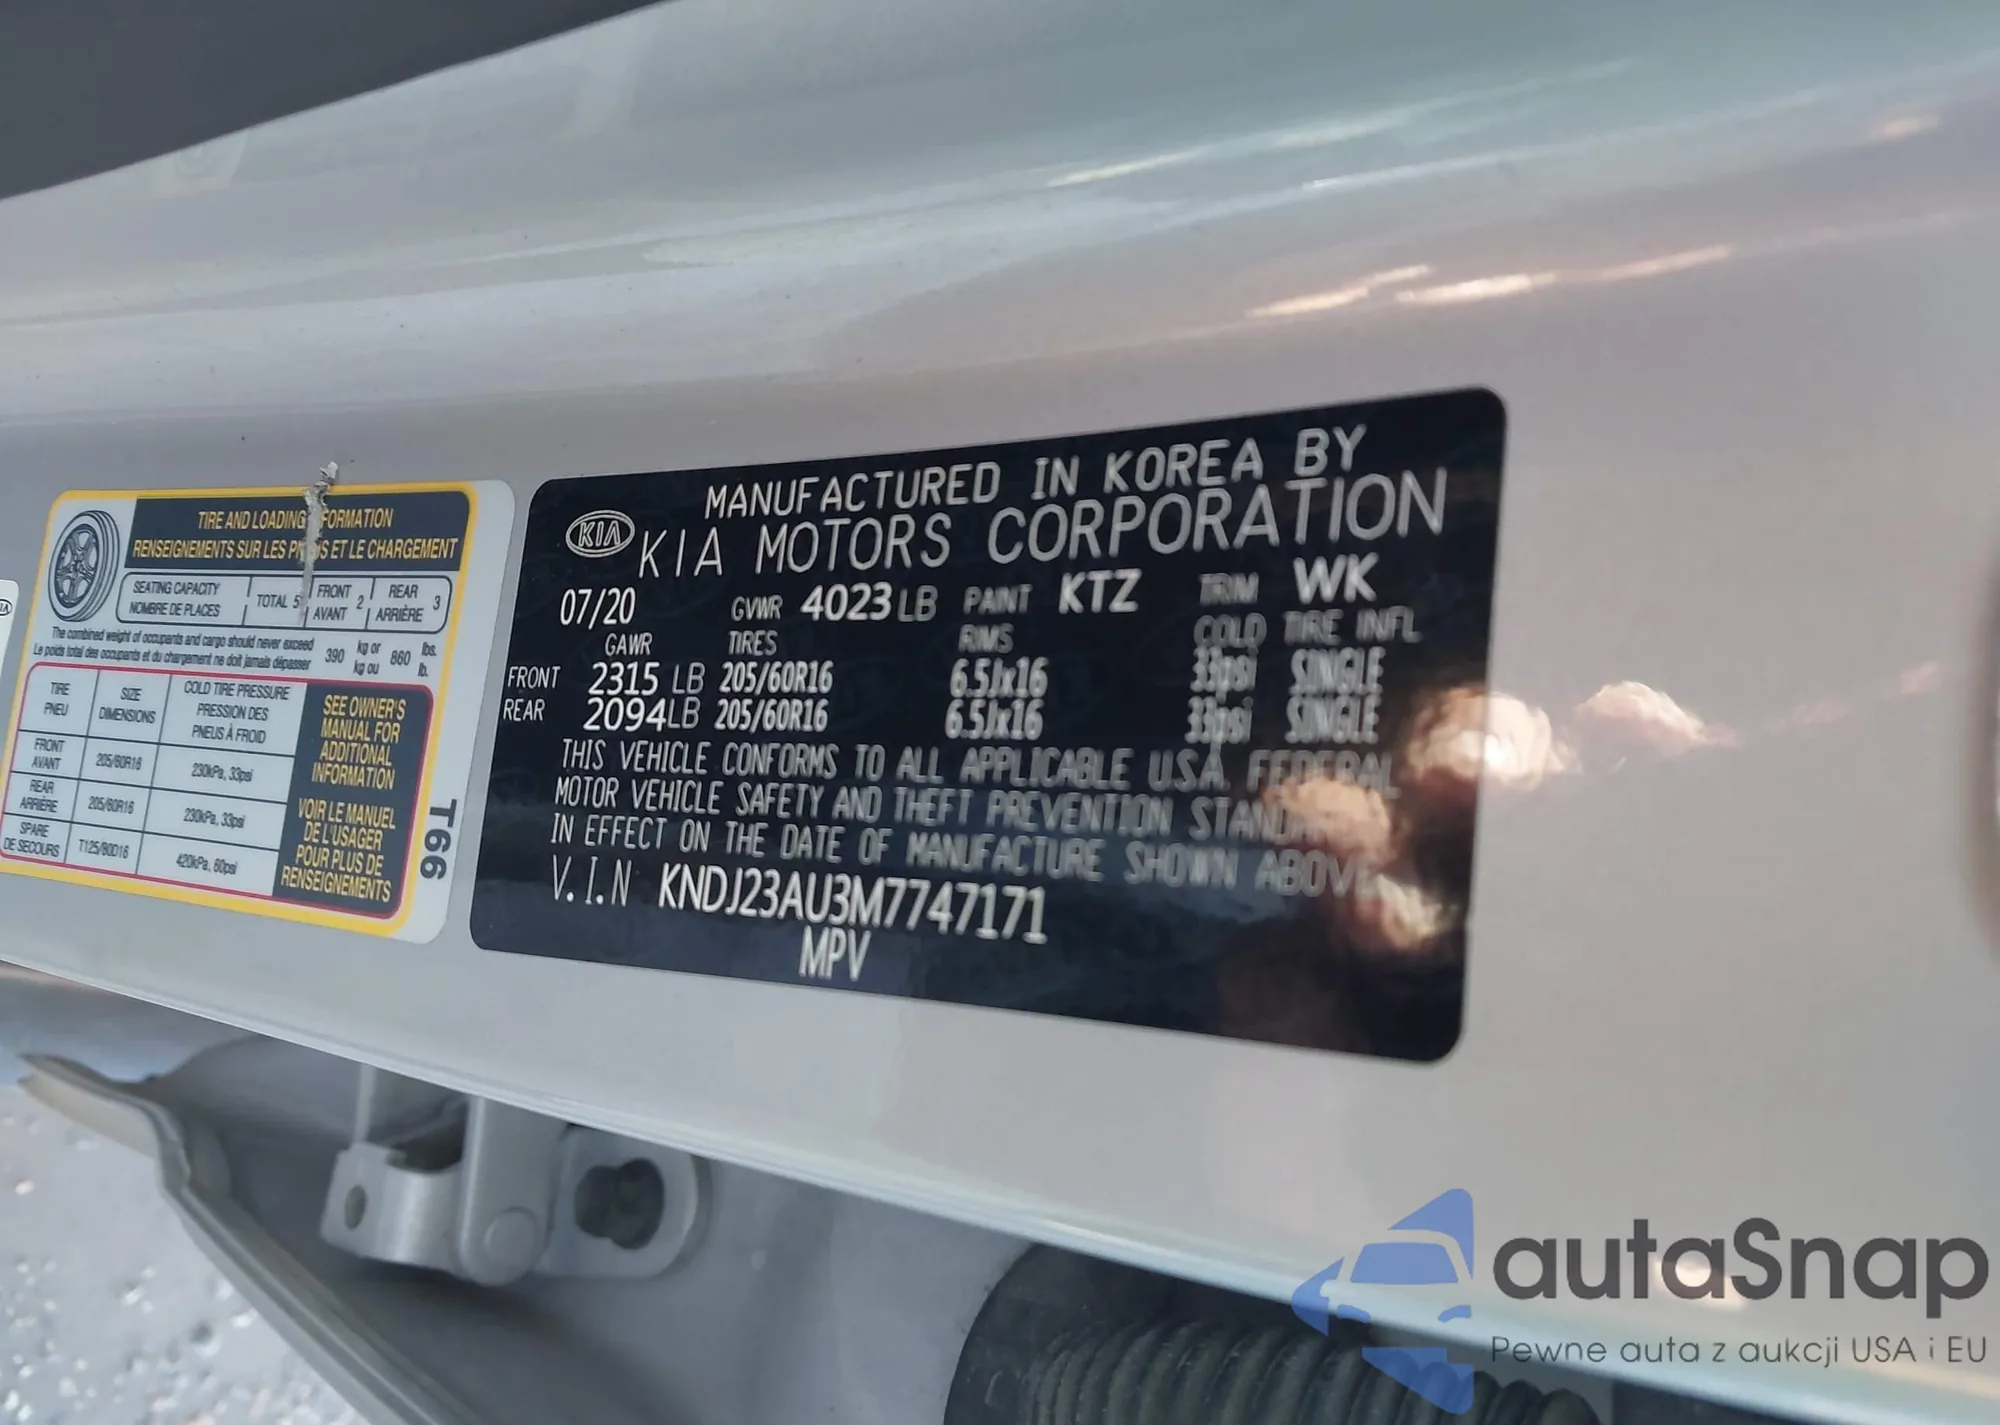 TIRE AND LOADING FORMATION
RENSEIGNEMENTS SUR LES ET LE CHARGEMENT
SEATING CAPACITY
NOMBRE DE PLACES
TOTAL 5
FRONT
AVANT
2
REAR
ARRIÈRE
3
The combined weight of occupants and cargo should never exceed
Le poids total des occupants et du chargement ne doit jamais dépasser
390
kg or
kg ou
860
lbs.
lb.
TIRE
PNEU
SIZE
DIMENSIONS
COLD TIRE PRESSURE
PRESSION DES
PNEUS À FROID
FRONT
AVANT
205/60R16
230kPa, 33psi
REAR
ARRIÈRE
205/60R16
230kPa, 33psi
SPARE
DE SECOURS
T125/80D16
420kPa, 60psi
SEE OWNER'S
MANUAL FOR
ADDITIONAL
INFORMATION
VOIR LE MANUEL
DE L'USAGER
POUR PLUS DE
RENSEIGNEMENTS
T66
MANUFACTURED IN KOREA BY
KIA KIA MOTORS CORPORATION
07/20 GVWR 4023 LB PAINT KTZ TRIM WK
GAWR TIRES RIMS COLD TIRE INFL
FRONT 2315 LB 205/60R16 6.5Jx16 33psi SINGLE
REAR 2094LB 205/60R16 6.5Jx16 33psi SINGLE
THIS VEHICLE CONFORMS TO ALL APPLICABLE U.S.A. FEDERAL
MOTOR VEHICLE SAFETY AND THEFT PREVENTION
IN EFFECT ON THE DATE OF MANUFACTURE SHOWN ABOVE.
V.I.N KNDJ23AU3M7747171
MPV
autaSnap
Pewne auta z aukcji USA i EU